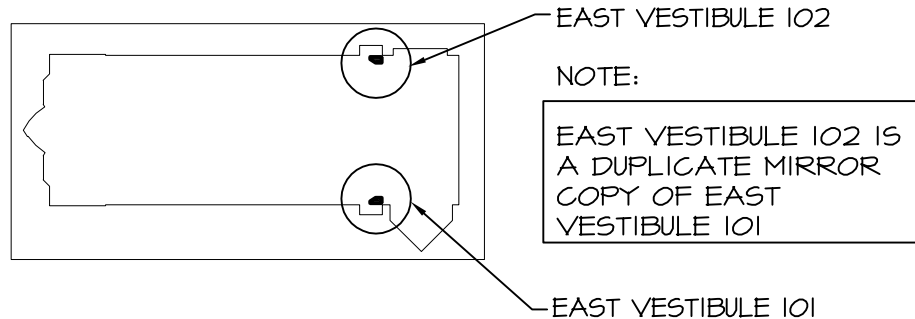 EAST VESTIBULE 102
NOTE:
EAST VESTIBULE 102 IS
A DUPLICATE MIRROR
COPY OF EAST
VESTIBULE 101
EAST VESTIBULE 101